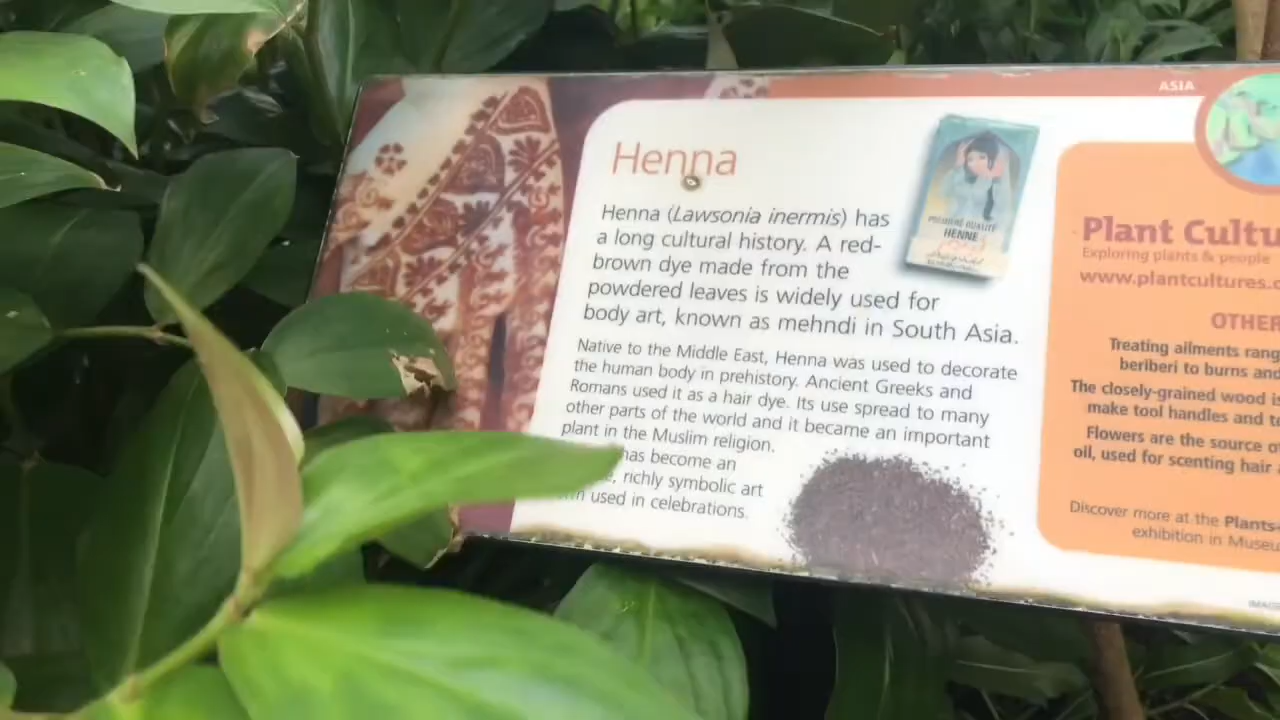 ASIA
Henna
Henna (Lawsonia inermis) has
a long cultural history. A red-
brown dye made from the
powdered leaves is widely used for
body art, known as mehndi in South Asia.
Native to the Middle East, Henna was used to decorate
the human body in prehistory. Ancient Greeks and
Romans used it as a hair dye. Its use spread to many
other parts of the world and it became an important
plant in the Muslim religion.
has become an
richly symbolic art
used in celebrations.
PREMIÈRE QUALITÉ
HENNÉ
Plant Cultu
Exploring plants & people
www.plantcultures.
OTHER
Treating ailments rang
beriberi to burns and
The closely-grained wood is
make tool handles and te
Flowers are the source of
oil, used for scenting hair
Discover more at the Plants
exhibition in Museu
IMAG